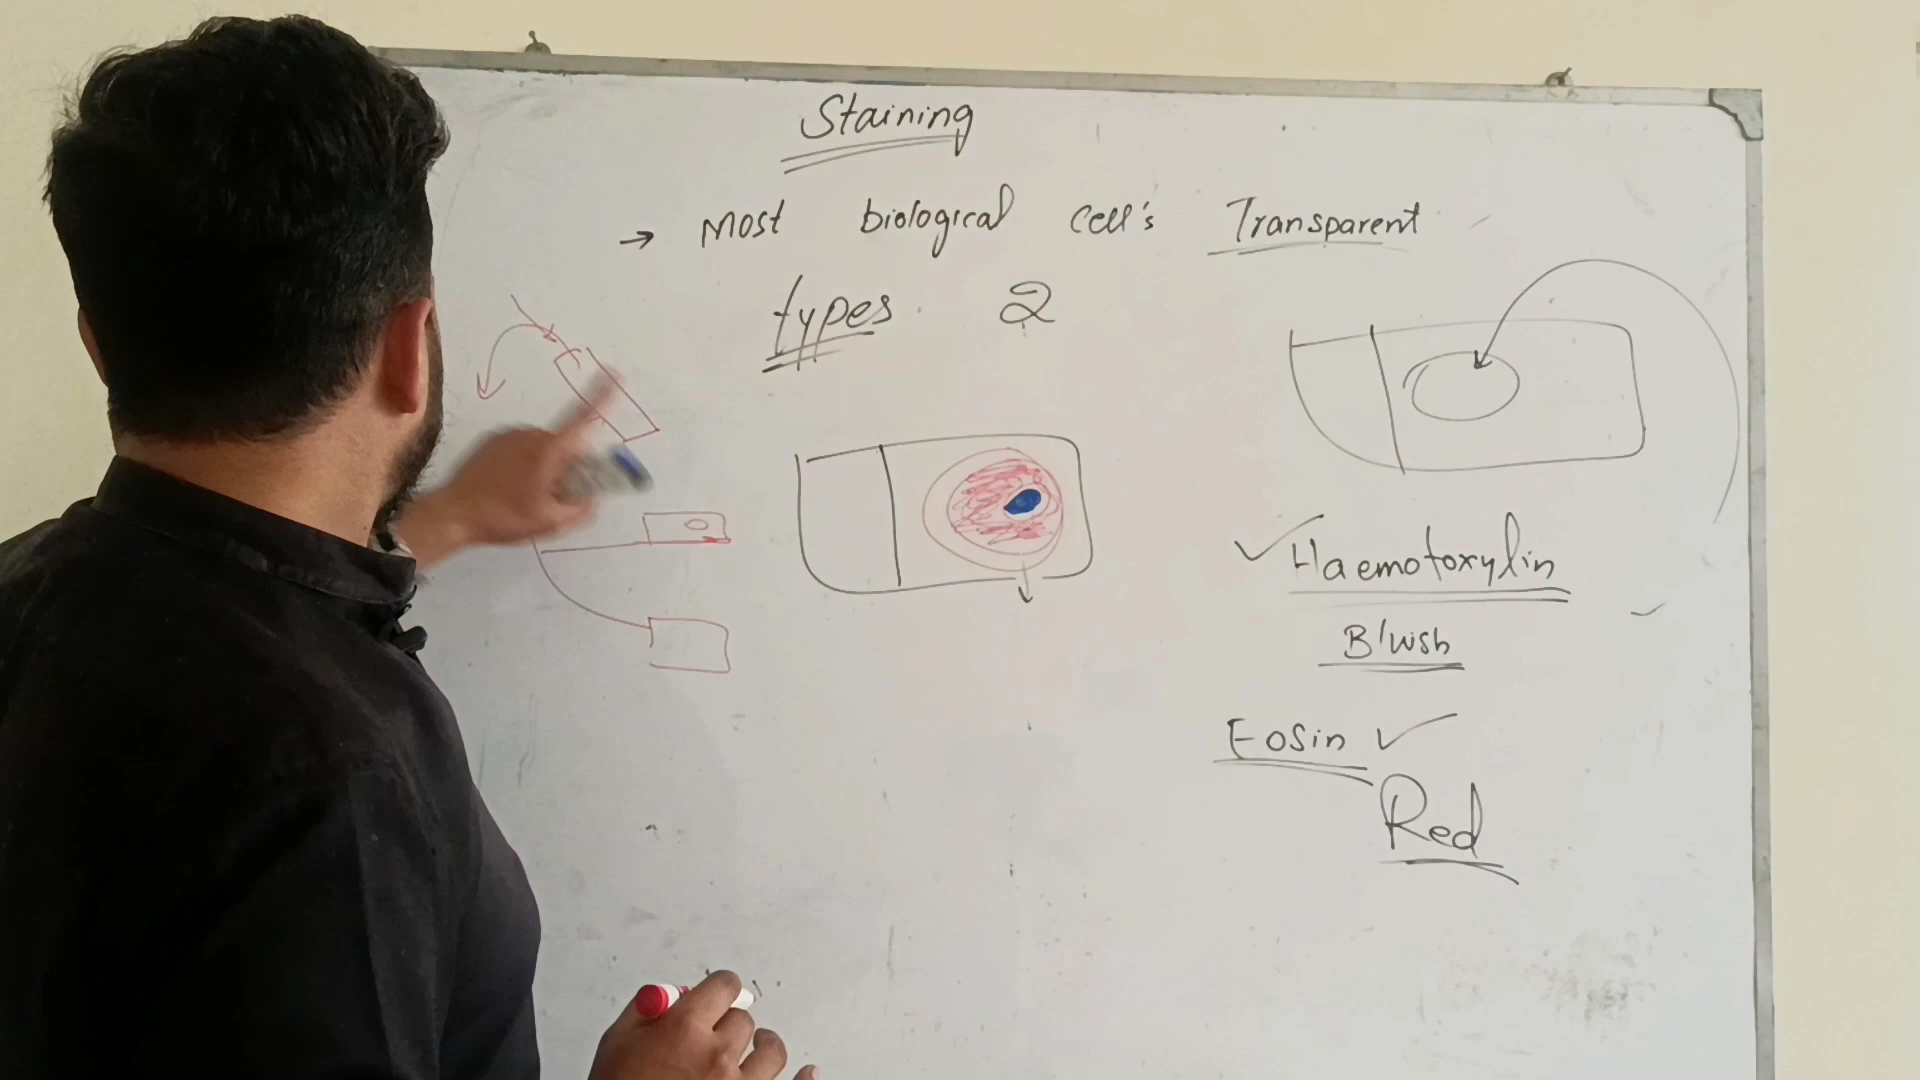 Staining
→ Most biological cell's Transparent
types. 2
✓ Haemotoxylin
Bluish
Eosin ✓
Red